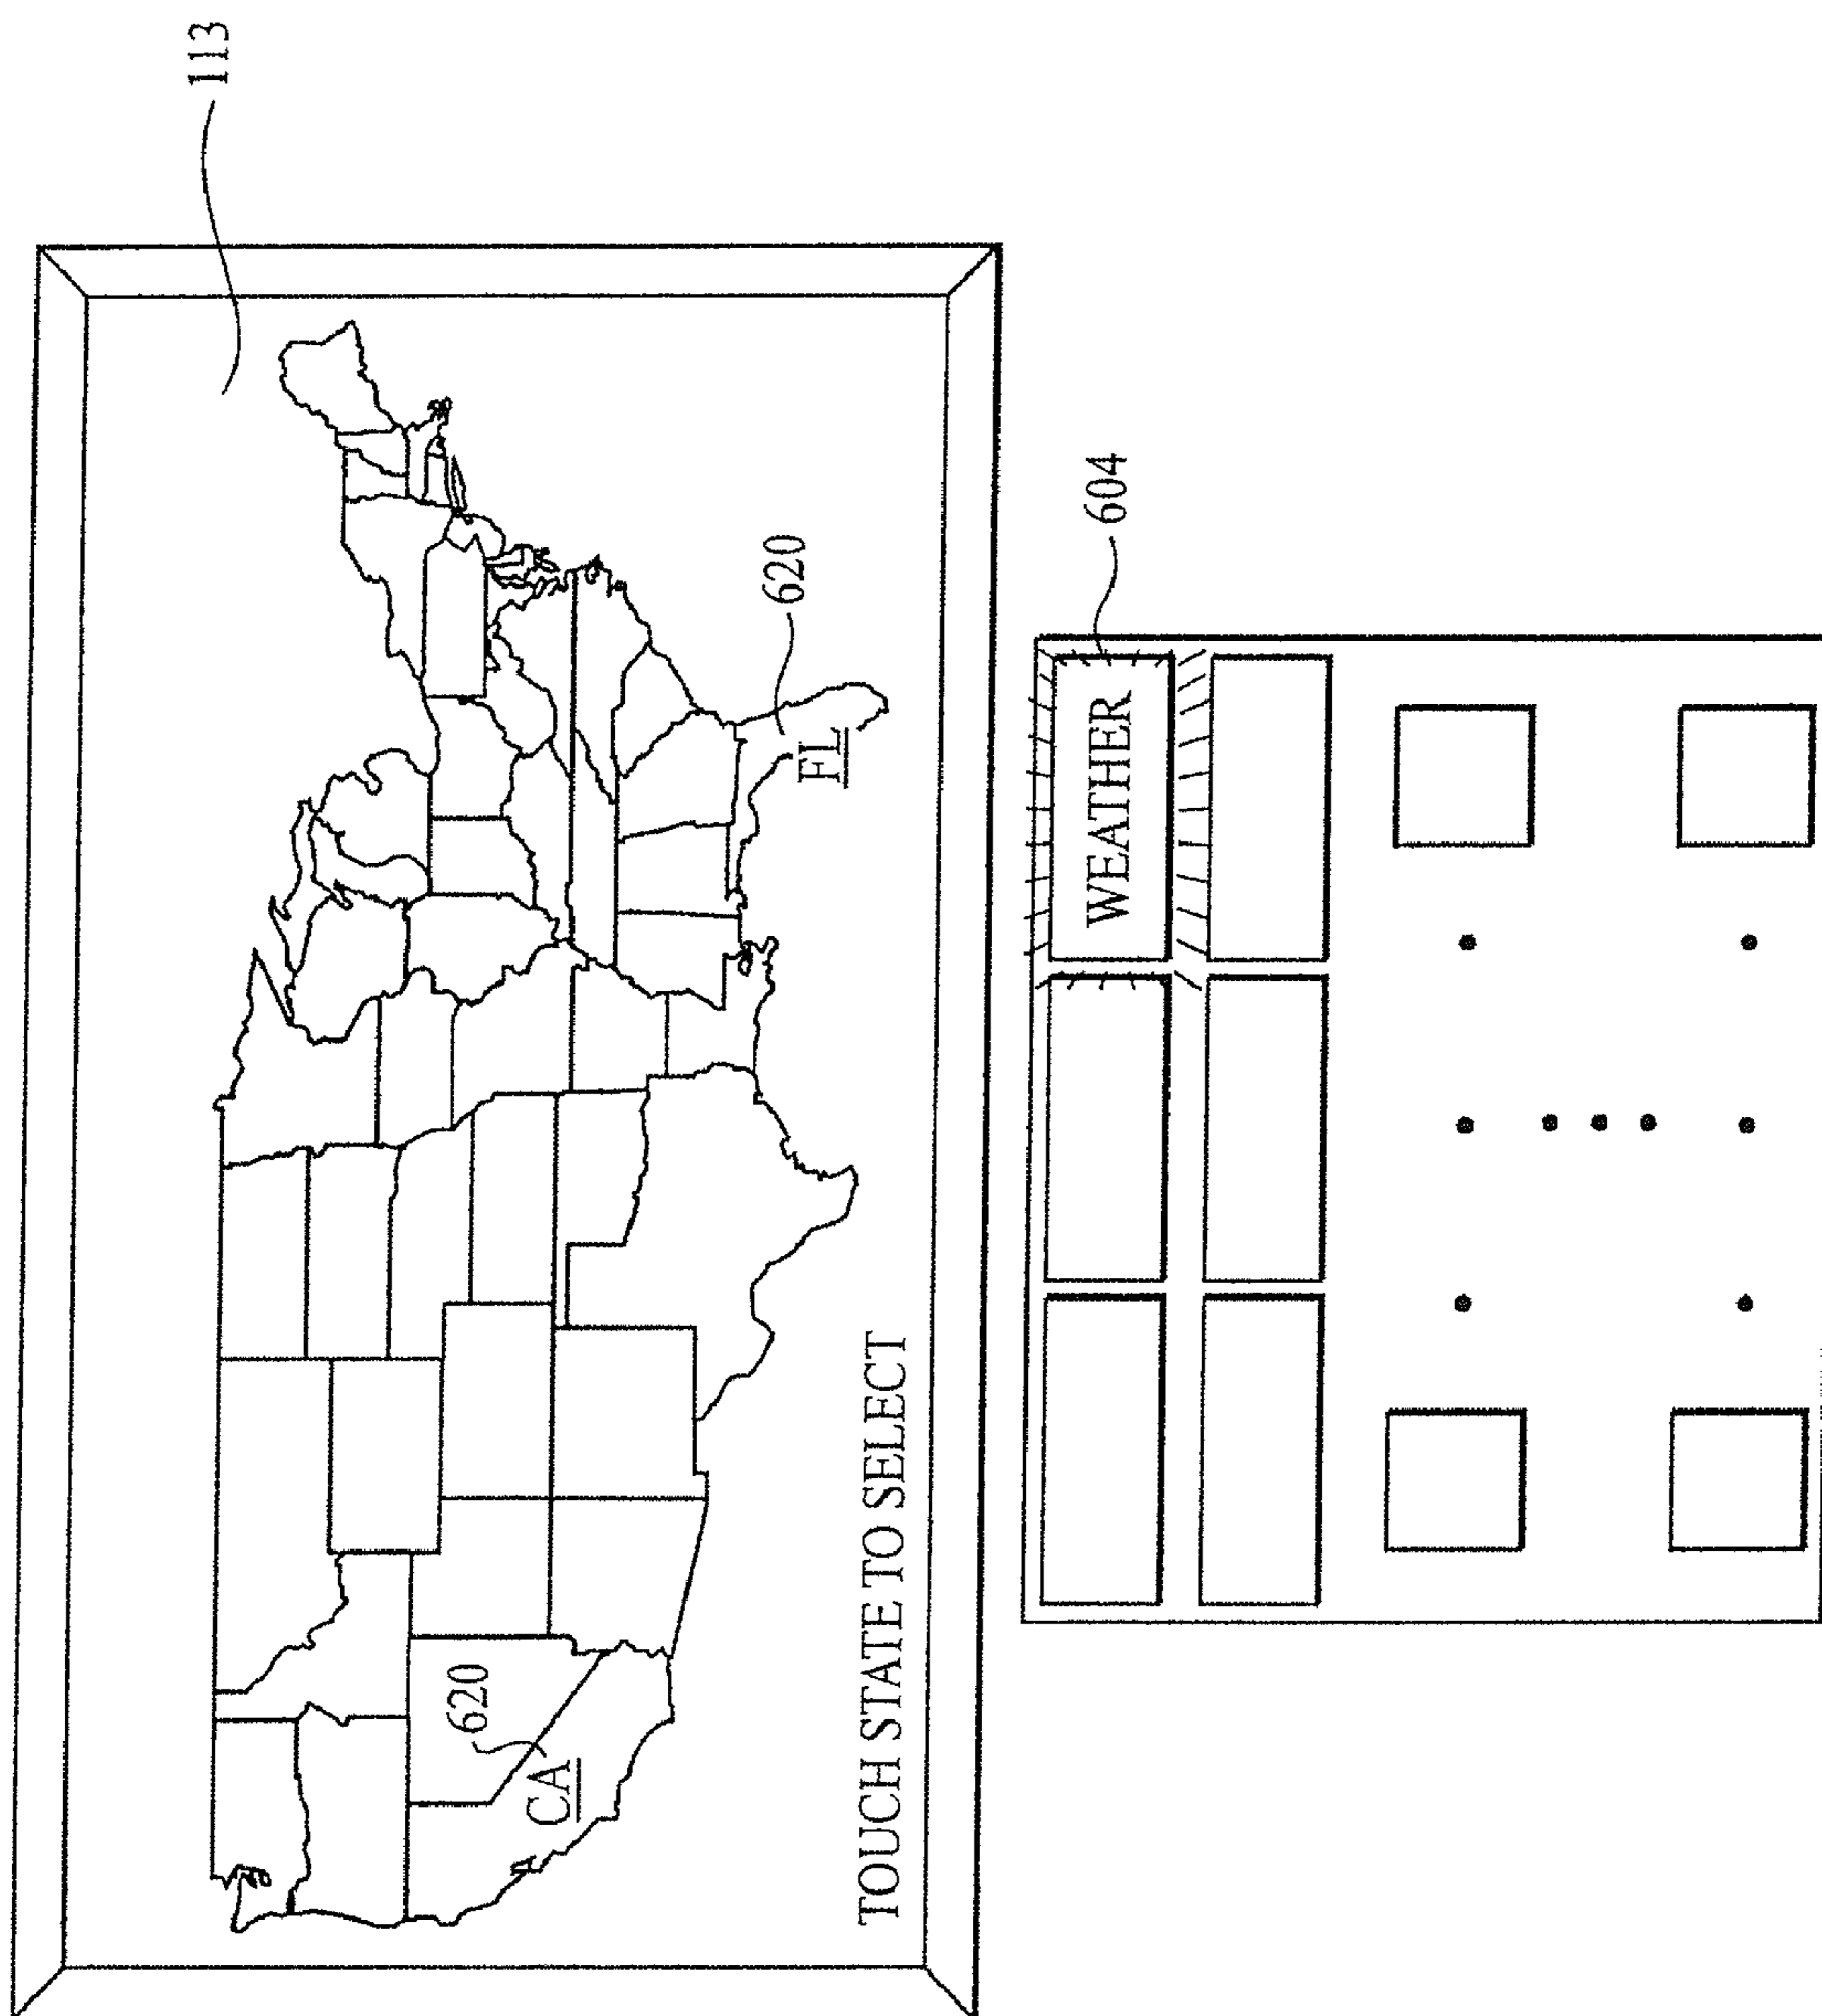 113
620
CA
620
FL
TOUCH STATE TO SELECT
604
WEATHER